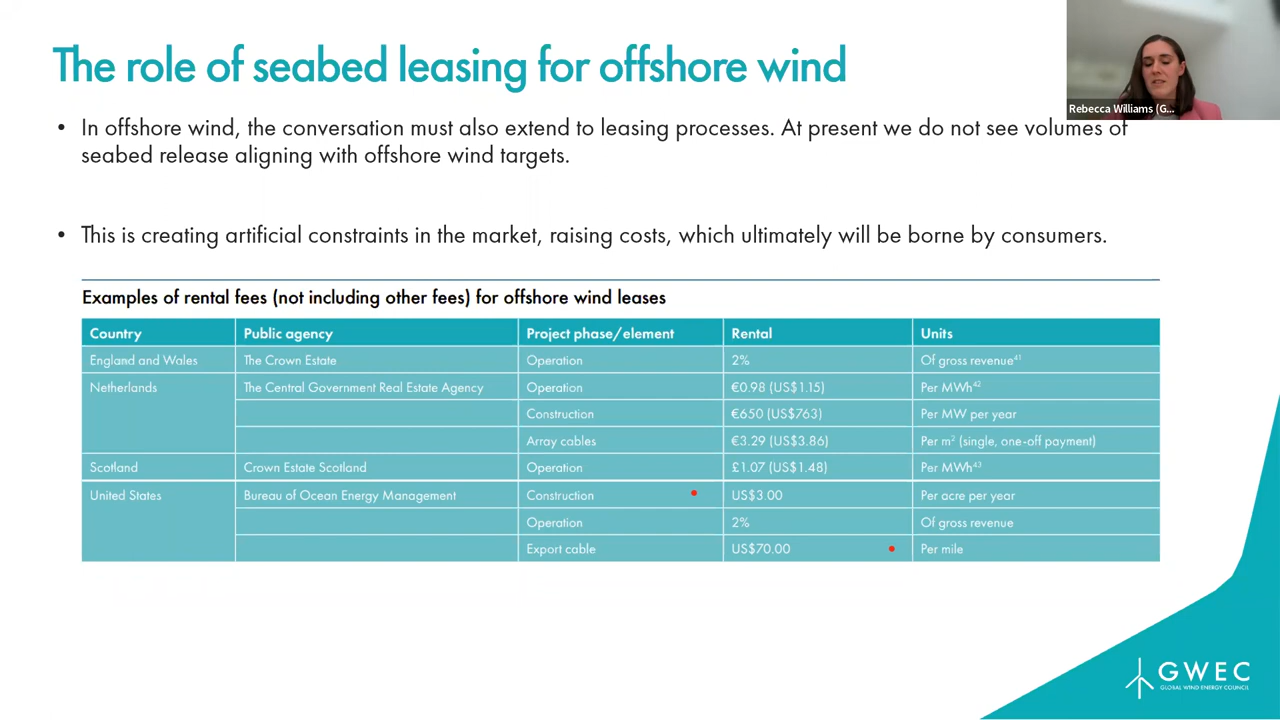 The role of seabed leasing for offshore wind
Rebecca Williams (G...
• In offshore wind, the conversation must also extend to leasing processes. At present we do not see volumes of
seabed release aligning with offshore wind targets.
• This is creating artificial constraints in the market, raising costs, which ultimately will be borne by consumers.
Examples of rental fees (not including other fees) for offshore wind leases
Country Public agency Project phase/element Rental Units
England and Wales The Crown Estate Operation 2% Of gross revenue⁴¹
Netherlands The Central Government Real Estate Agency Operation €0.98 (US$1.15) Per MWh⁴²
Construction €650 (US$763) Per MW per year
Array cables €3.29 (US$3.86) Per m² (single, one-off payment)
Scotland Crown Estate Scotland Operation £1.07 (US$1.48) Per MWh⁴³
United States Bureau of Ocean Energy Management Construction US$3.00 Per acre per year
Operation 2% Of gross revenue
Export cable US$70.00 Per mile
GWEC
GLOBAL WIND ENERGY COUNCIL